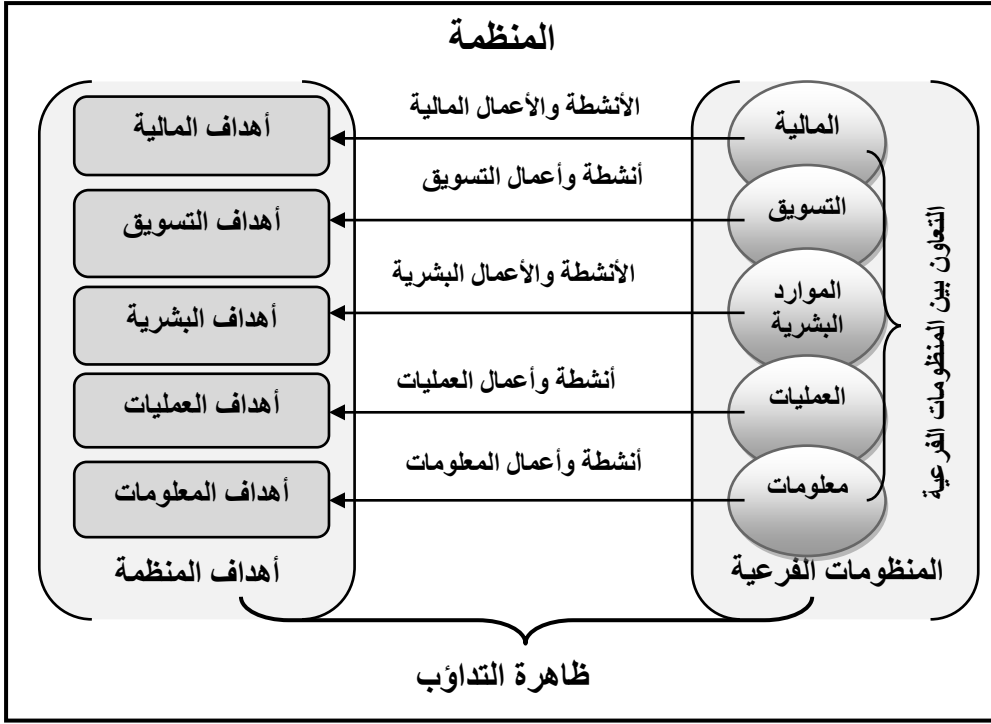 المنظمة
المالية
الأنشطة والأعمال المالية
أهداف المالية
التسويق
أنشطة وأعمال التسويق
أهداف التسويق
الموارد
البشرية
الأنشطة والأعمال البشرية
أهداف البشرية
العمليات
أنشطة وأعمال العمليات
أهداف العمليات
معلومات
أنشطة وأعمال المعلومات
أهداف المعلومات
التعاون بين المنظومات الفرعية
المنظومات الفرعية
أهداف المنظمة
ظاهرة التداؤب